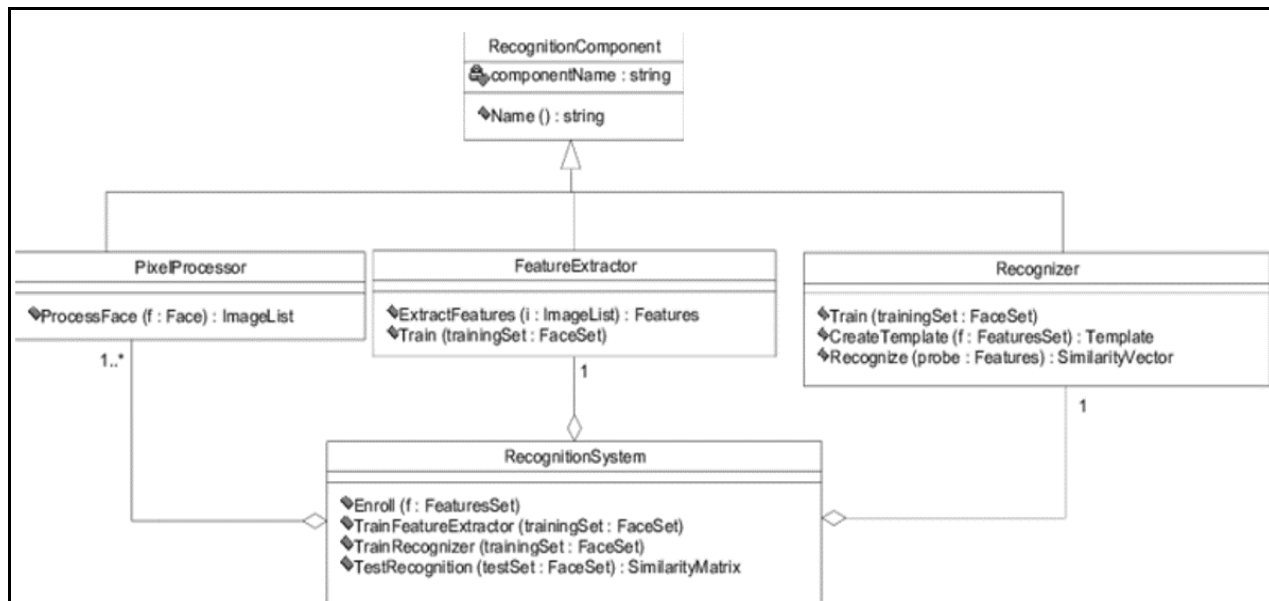 RecognitionComponent
componentName : string
Name () : string
PixelProcessor
ProcessFace (f : Face) : ImageList
1..*
FeatureExtractor
ExtractFeatures (i : ImageList) : Features
Train (trainingSet : FaceSet)
1
Recognizer
Train (trainingSet : FaceSet)
CreateTemplate (f : FeaturesSet) : Template
Recognize (probe : Features) : SimilarityVector
1
RecognitionSystem
Enroll (f : FeaturesSet)
TrainFeatureExtractor (trainingSet : FaceSet)
TrainRecognizer (trainingSet : FaceSet)
TestRecognition (testSet : FaceSet) : SimilarityMatrix